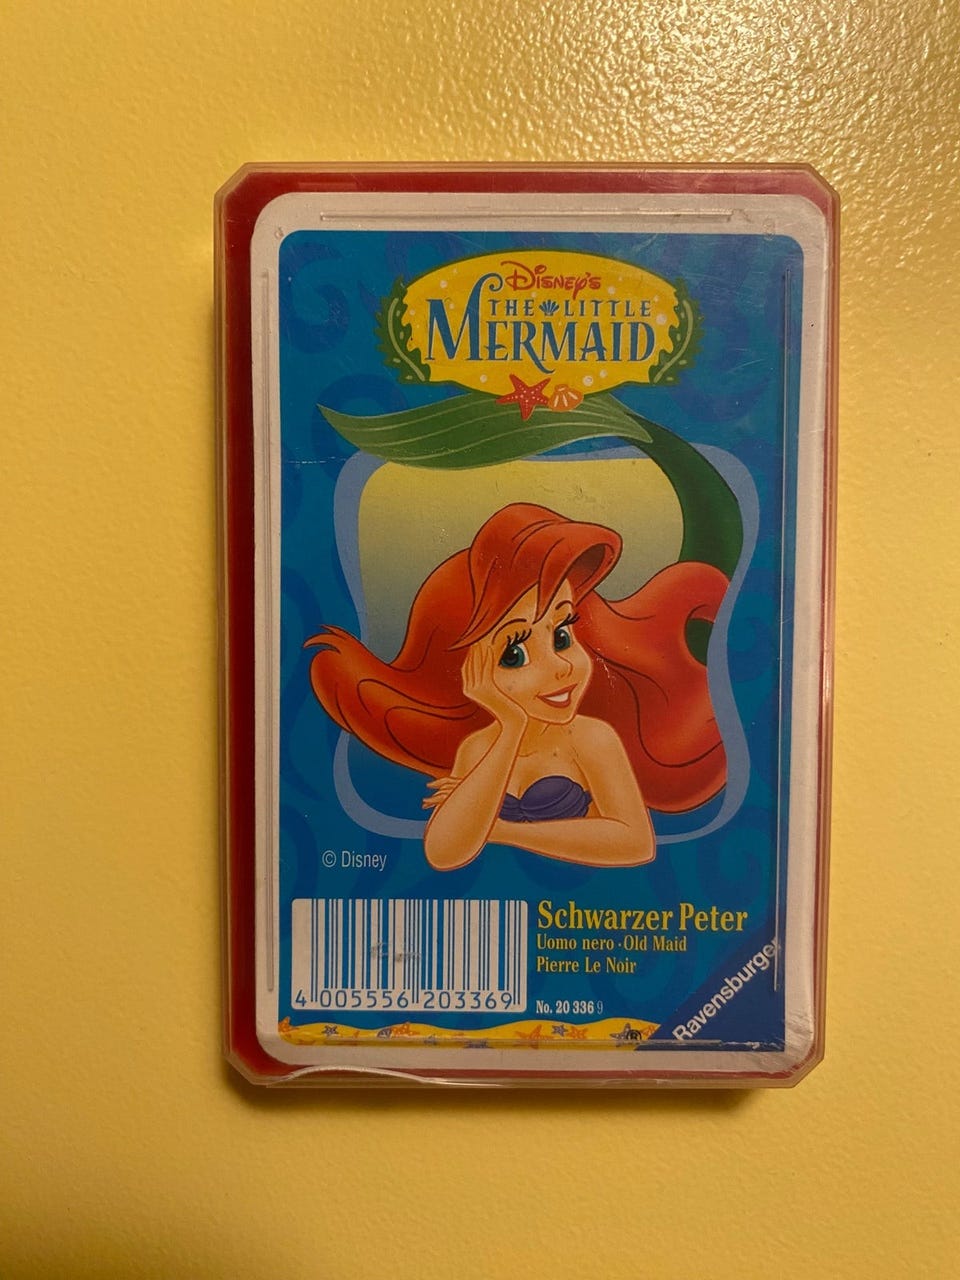 Disney's
THE LITTLE
MERMAID
© Disney
4 005556 203369
Schwarzer Peter
Uomo nero · Old Maid
Pierre Le Noir
No. 20 336 9
Ravensburger
®